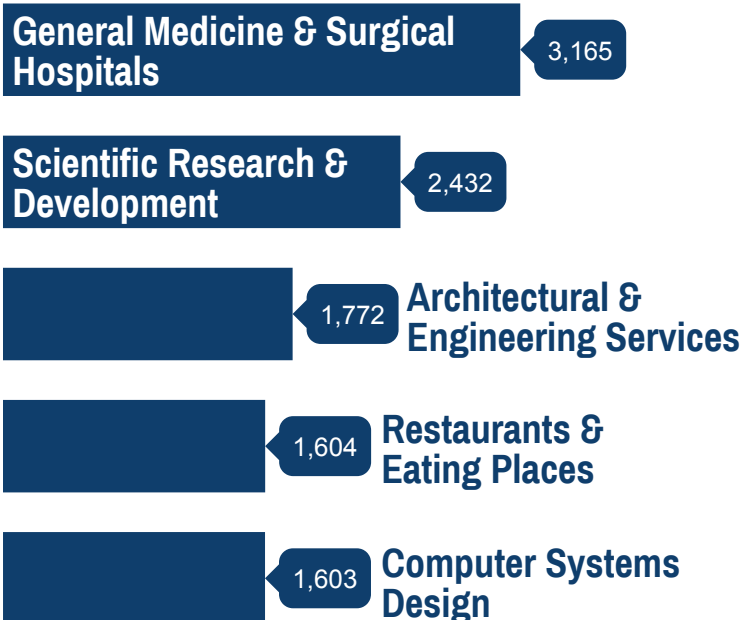 General Medicine & Surgical
Hospitals
3,165
Scientific Research &
Development
2,432
1,772
Architectural &
Engineering Services
1,604
Restaurants &
Eating Places
1,603
Computer Systems
Design